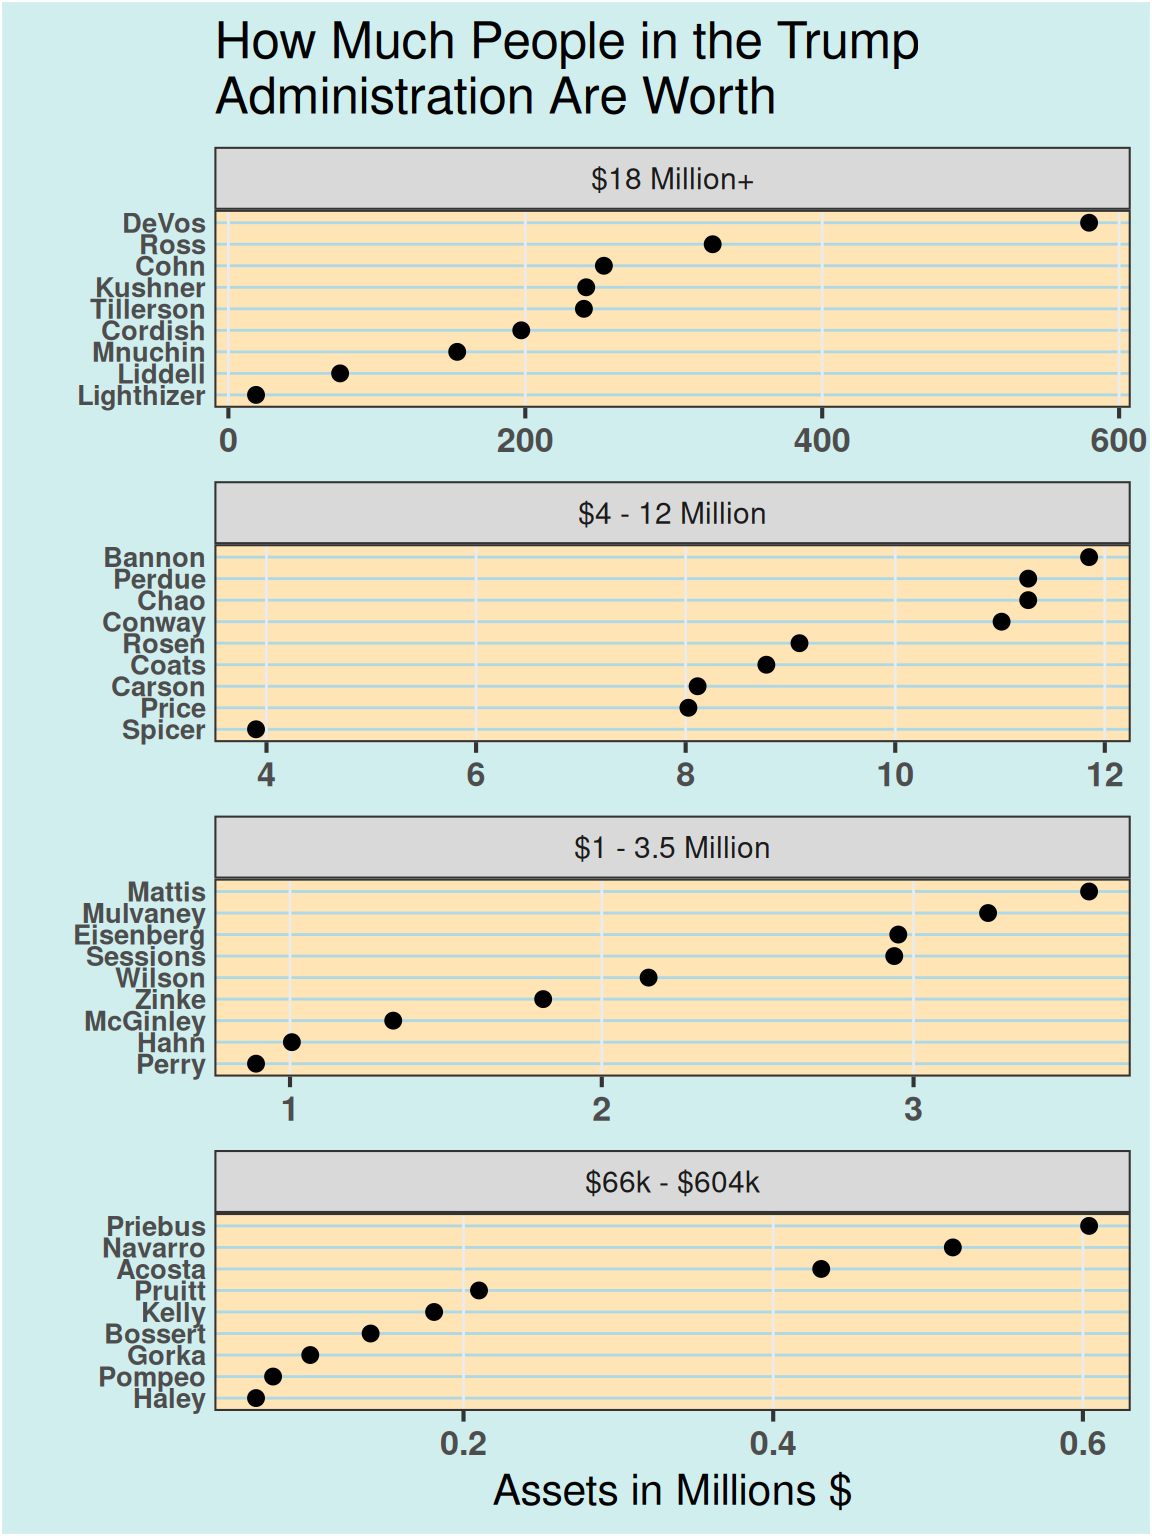 How Much People in the Trump
Administration Are Worth
$18 Million+
DeVos
Ross
Cohn
Kushner
Tillerson
Cordish
Mnuchin
Liddell
Lighthizer
0 200 400 600
$4 - 12 Million
Bannon
Perdue
Chao
Conway
Rosen
Coats
Carson
Price
Spicer
4 6 8 10 12
$1 - 3.5 Million
Mattis
Mulvaney
Eisenberg
Sessions
Wilson
Zinke
McGinley
Hahn
Perry
1 2 3
$66k - $604k
Priebus
Navarro
Acosta
Pruitt
Kelly
Bossert
Gorka
Pompeo
Haley
0.2 0.4 0.6
Assets in Millions $